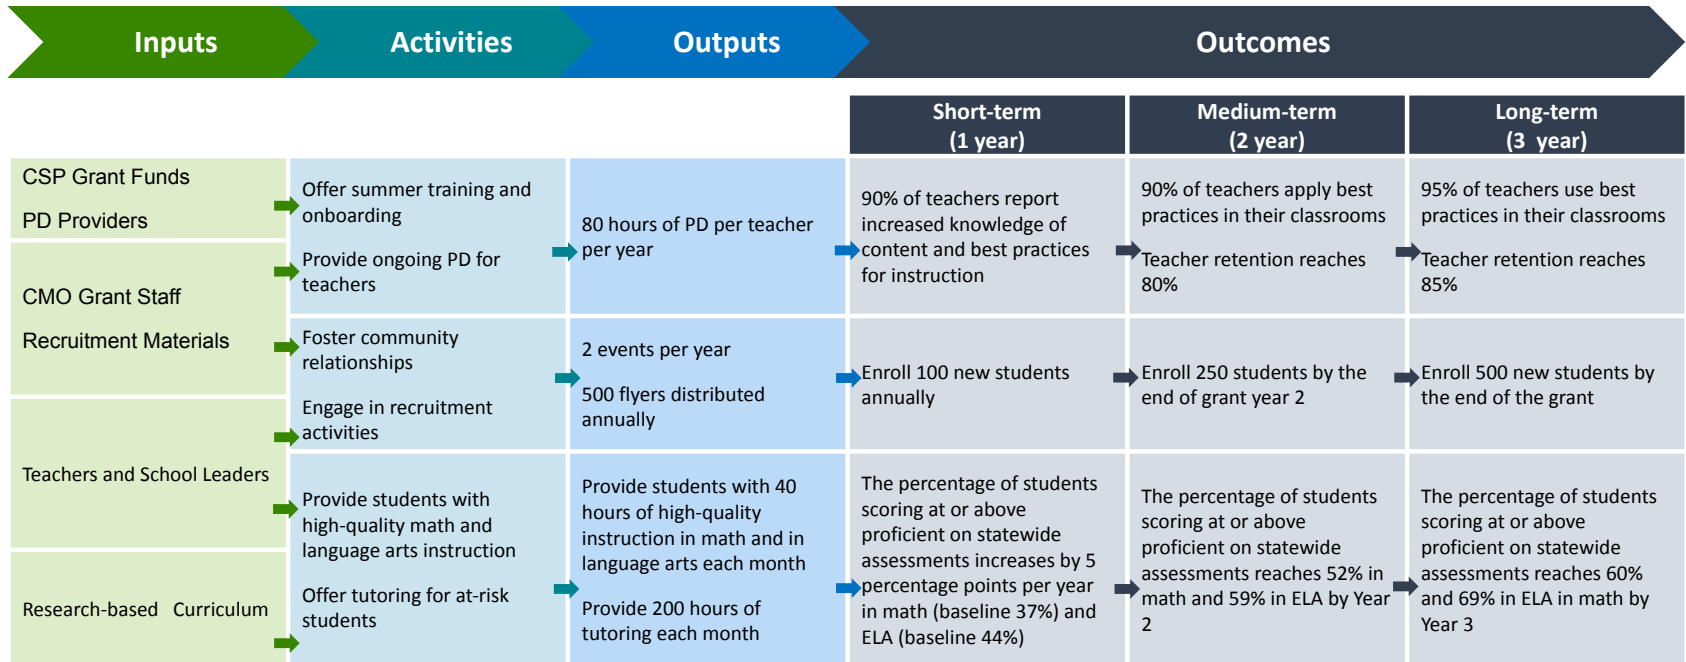 Inputs
Activities
Outputs
Outcomes
Short-term
(1 year)
Medium-term
(2 year)
Long-term
(3  year)
CSP Grant Funds
PD Providers
CMO Grant Staff
Recruitment Materials
Teachers and School Leaders
Research-based   Curriculum
Offer summer training and
onboarding
Provide ongoing PD for
teachers
80 hours of PD per teacher
per year
90% of teachers report
increased knowledge of
content and best practices
for instruction
90% of teachers apply best
practices in their classrooms
Teacher retention reaches
80%
95% of teachers use best
practices in their classrooms
Teacher retention reaches
85%
Foster community
relationships
Engage in recruitment
activities
2 events per year
500 flyers distributed
annually
Enroll 100 new students
annually
Enroll 250 students by the
end of grant year 2
Enroll 500 new students by
the end of the grant
Provide students with
high-quality math and
language arts instruction
Offer tutoring for at-risk
students
Provide students with 40
hours of high-quality
instruction in math and in
language arts each month
Provide 200 hours of
tutoring each month
The percentage of students
scoring at or above
proficient on statewide
assessments increases by 5
percentage points per year
in math (baseline 37%) and
ELA (baseline 44%)
The percentage of students
scoring at or above
proficient on statewide
assessments reaches 52% in
math and 59% in ELA by Year
2
The percentage of students
scoring at or above
proficient on statewide
assessments reaches 60%
and 69% in ELA in math by
Year 3